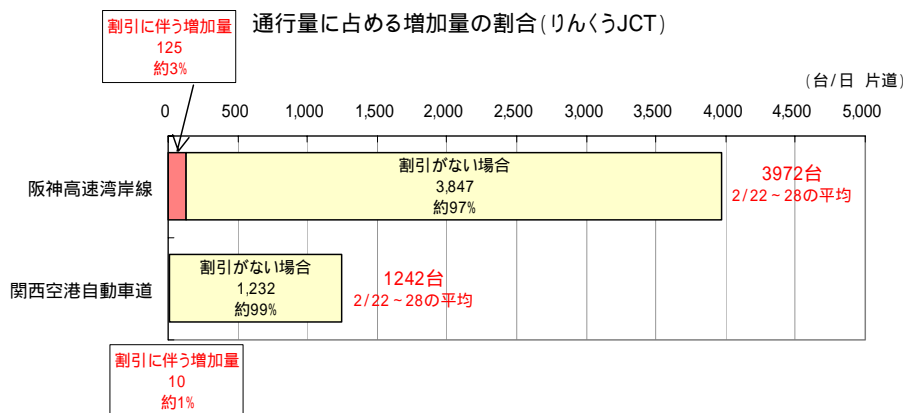 通行量に占める増加量の割合(りんくうJCT)
割引に伴う増加量
125
約3%
(台/日 片道)
0 500 1,000 1,500 2,000 2,500 3,000 3,500 4,000 4,500 5,000
阪神高速湾岸線
割引がない場合
3,847
約97%
3972台
2/22~28の平均
関西空港自動車道
割引がない場合
1,232
約99%
1242台
2/22~28の平均
割引に伴う増加量
10
約1%